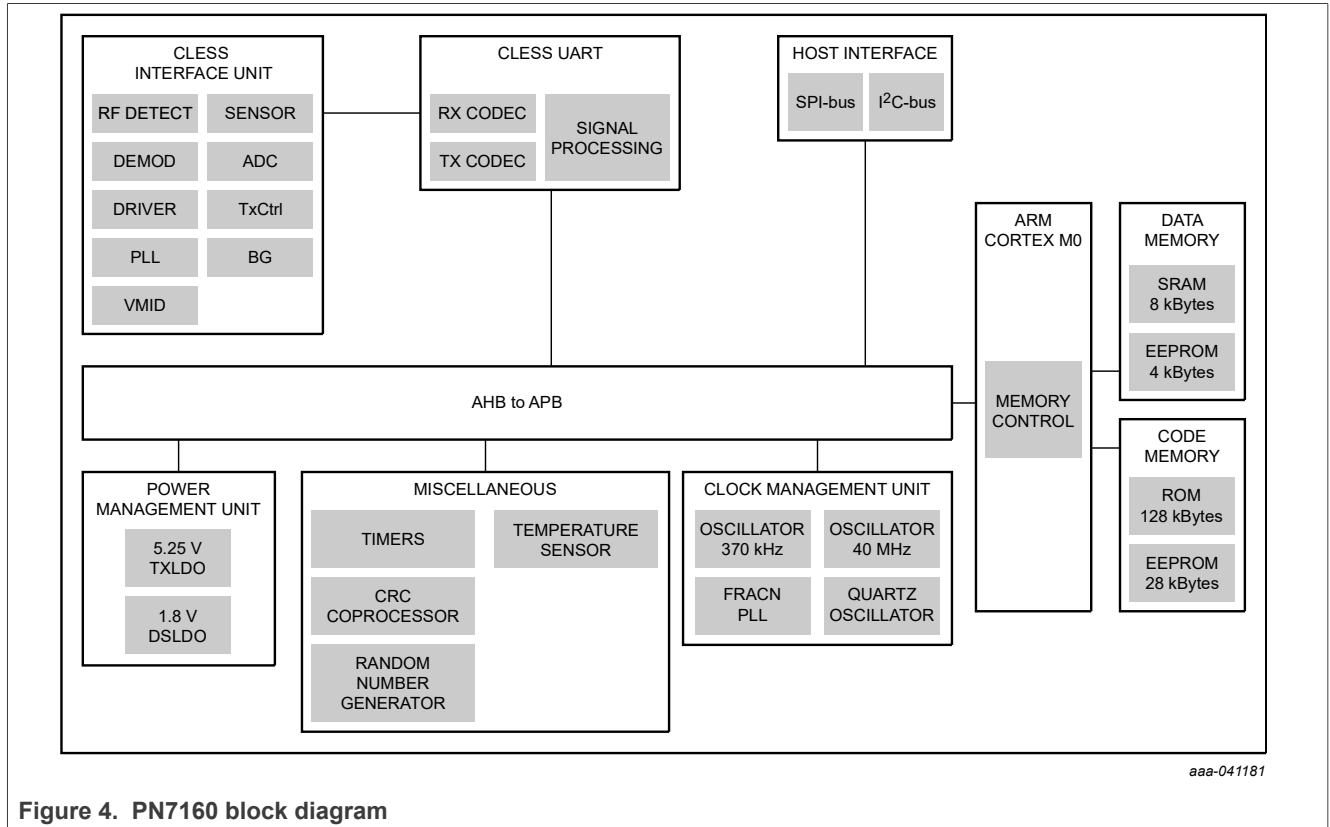 CLESS
INTERFACE UNIT
RF DETECT
SENSOR
DEMOD
ADC
DRIVER
TxCtrl
PLL
BG
VMID
CLESS UART
RX CODEC
TX CODEC
SIGNAL
PROCESSING
HOST INTERFACE
SPI-bus
I²C-bus
ARM
CORTEX M0
MEMORY
CONTROL
DATA
MEMORY
SRAM
8 kBytes
EEPROM
4 kBytes
CODE
MEMORY
ROM
128 kBytes
EEPROM
28 kBytes
AHB to APB
POWER
MANAGEMENT UNIT
5.25 V
TXLDO
1.8 V
DSLDO
MISCELLANEOUS
TIMERS
TEMPERATURE
SENSOR
CRC
COPROCESSOR
RANDOM
NUMBER
GENERATOR
CLOCK MANAGEMENT UNIT
OSCILLATOR
370 kHz
OSCILLATOR
40 MHz
FRACN
PLL
QUARTZ
OSCILLATOR
aaa-041181
Figure 4. PN7160 block diagram